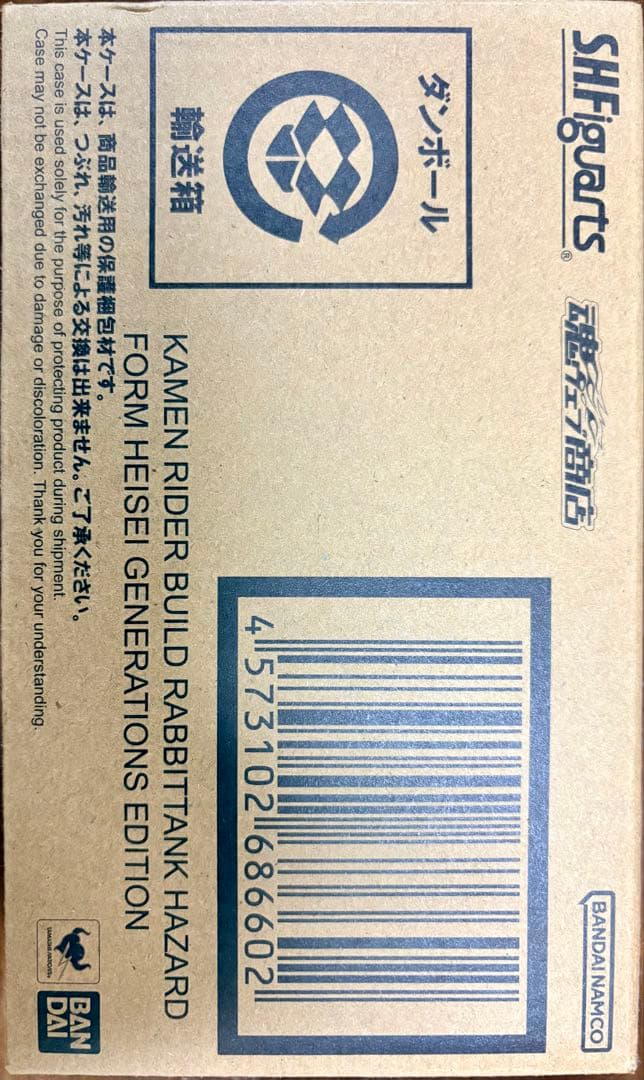 S.H.Figuarts®
魂ウェブ商店
BANDAI NAMCO
ダンボール
輸送箱
4 573102 686602
KAMEN RIDER BUILD RABBITTANK HAZARD
FORM HEISEI GENERATIONS EDITION
本ケースは、商品輸送用の保護梱包材です。
本ケースは、つぶれ、汚れ等による交換は出来ません。ご了承ください。
This case is used solely for the purpose of protecting product during shipment.
Case may not be exchanged due to damage or discoloration. Thank you for your understanding.
BAN
DAI